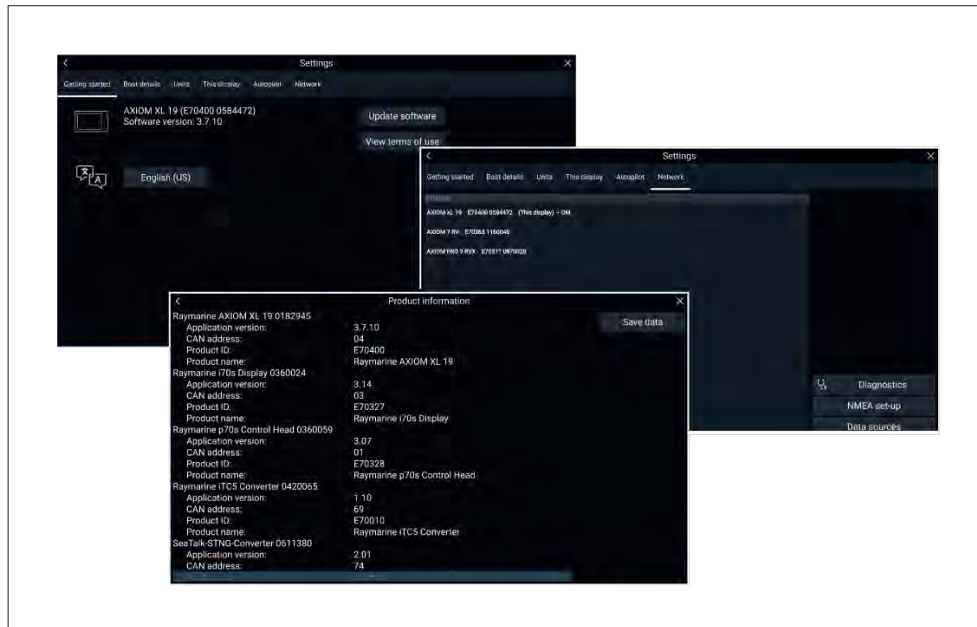 Settings
Getting started Boat details Units This display Autopilot Network
AXIOM XL 19 (E70400 0584472)
Software version: 3.7.10
Update software
View terms of use
English (US)
Settings
Getting started Boat details Units This display Autopilot Network
AXIOM XL 19 E70400 0584472 (This display) – DM
AXIOM 7 RV E70365
AXIOM PRO 9 RVX E70371
Diagnostics
NMEA set-up
Data sources
Product information
Save data
Raymarine AXIOM XL 19 0182945
Application version: 3.7.10
CAN address: 04
Product ID: E70400
Product name: Raymarine AXIOM XL 19
Raymarine i70s Display 0360024
Application version: 3.14
CAN address: 03
Product ID: E70327
Product name: Raymarine i70s Display
Raymarine p70s Control Head 0360059
Application version: 3.07
CAN address: 01
Product ID: E70328
Product name: Raymarine p70s Control Head
Raymarine iTC5 Converter 0420065
Application version: 1.10
CAN address: 69
Product ID: E70010
Product name: Raymarine iTC5 Converter
SeaTalk-STNG-Converter 0611380
Application version: 2.01
CAN address: 74